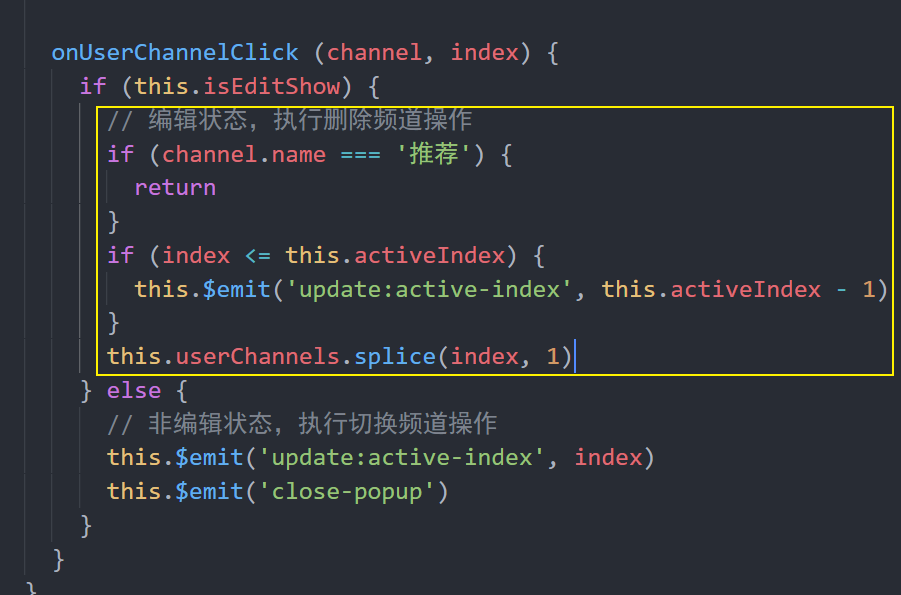 onUserChannelClick (channel, index) {
if (this.isEditShow) {
// 编辑状态，执行删除频道操作
if (channel.name === '推荐') {
return
}
if (index <= this.activeIndex) {
this.$emit('update:active-index', this.activeIndex - 1)
}
this.userChannels.splice(index, 1)
} else {
// 非编辑状态，执行切换频道操作
this.$emit('update:active-index', index)
this.$emit('close-popup')
}
}
}